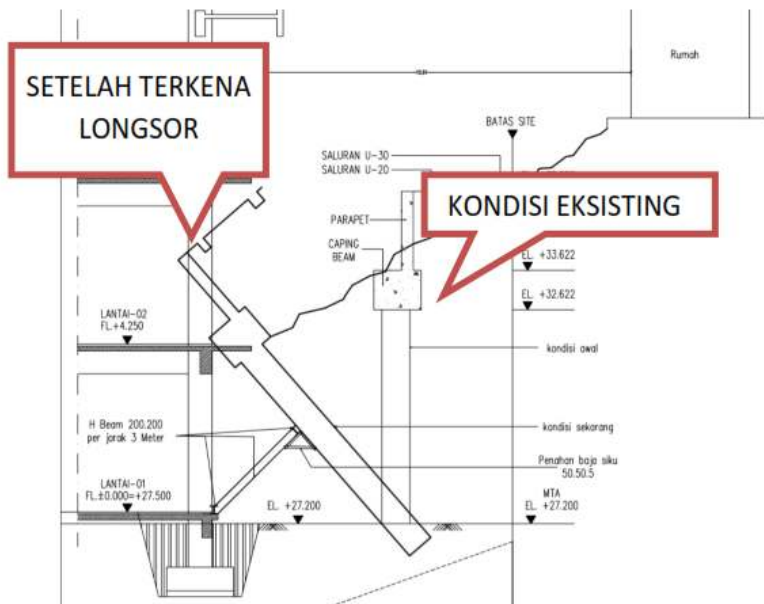 Rumah
SETELAH TERKENA
LONGSOR
BATAS SITE
SALURAN U-30
SALURAN U-20
KONDISI EKSISTING
PARAPET
CAPING
BEAM
EL. +33.622
EL. +32.622
LANTAI-02
FL.+4.250
kondisi awal
H Beam 200.200
per jarak 3 Meter
kondisi sekarang
Penahan baja siku
50.50.5
LANTAI-01
FL.±0.000=+27.500
EL. +27.200
MTA
EL. +27.200